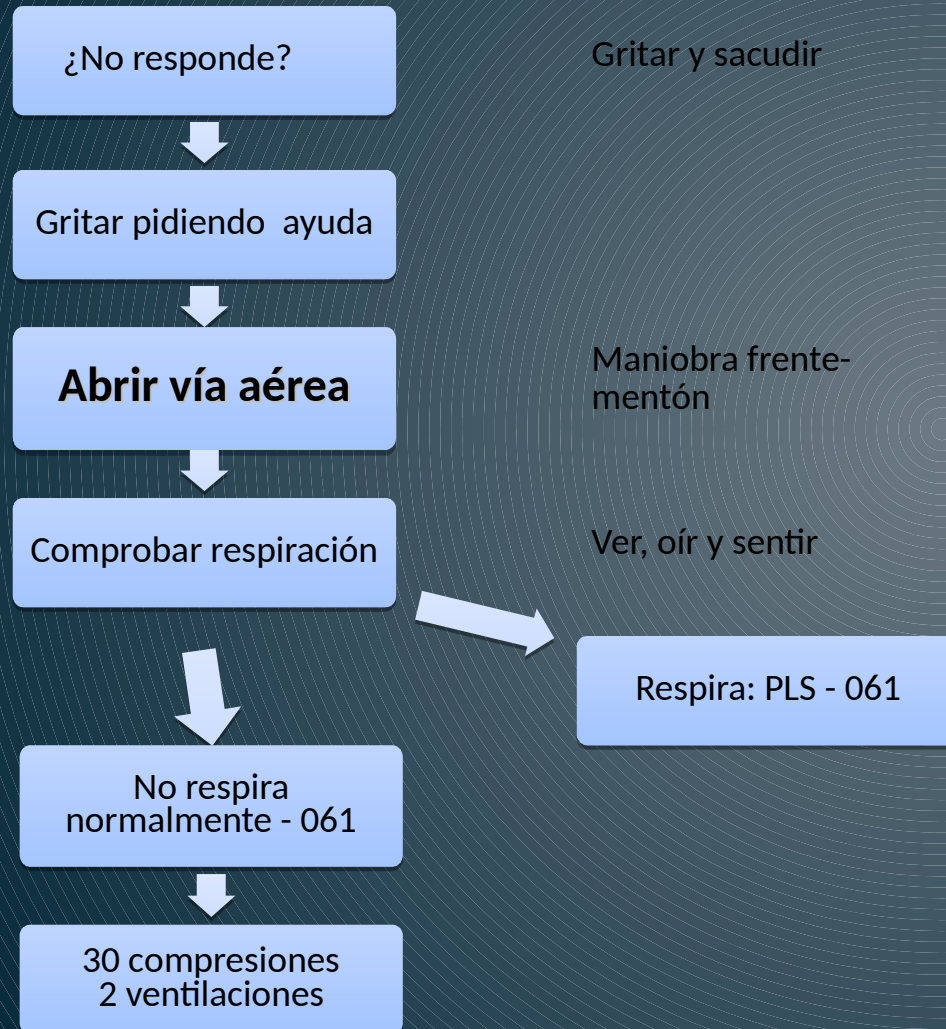 ¿No responde?
Gritar y sacudir
Gritar pidiendo  ayuda
Abrir vía aérea
Maniobra frente-
mentón
Comprobar respiración
Ver, oír y sentir
Respira: PLS - 061
No respira
normalmente - 061
30 compresiones
2 ventilaciones